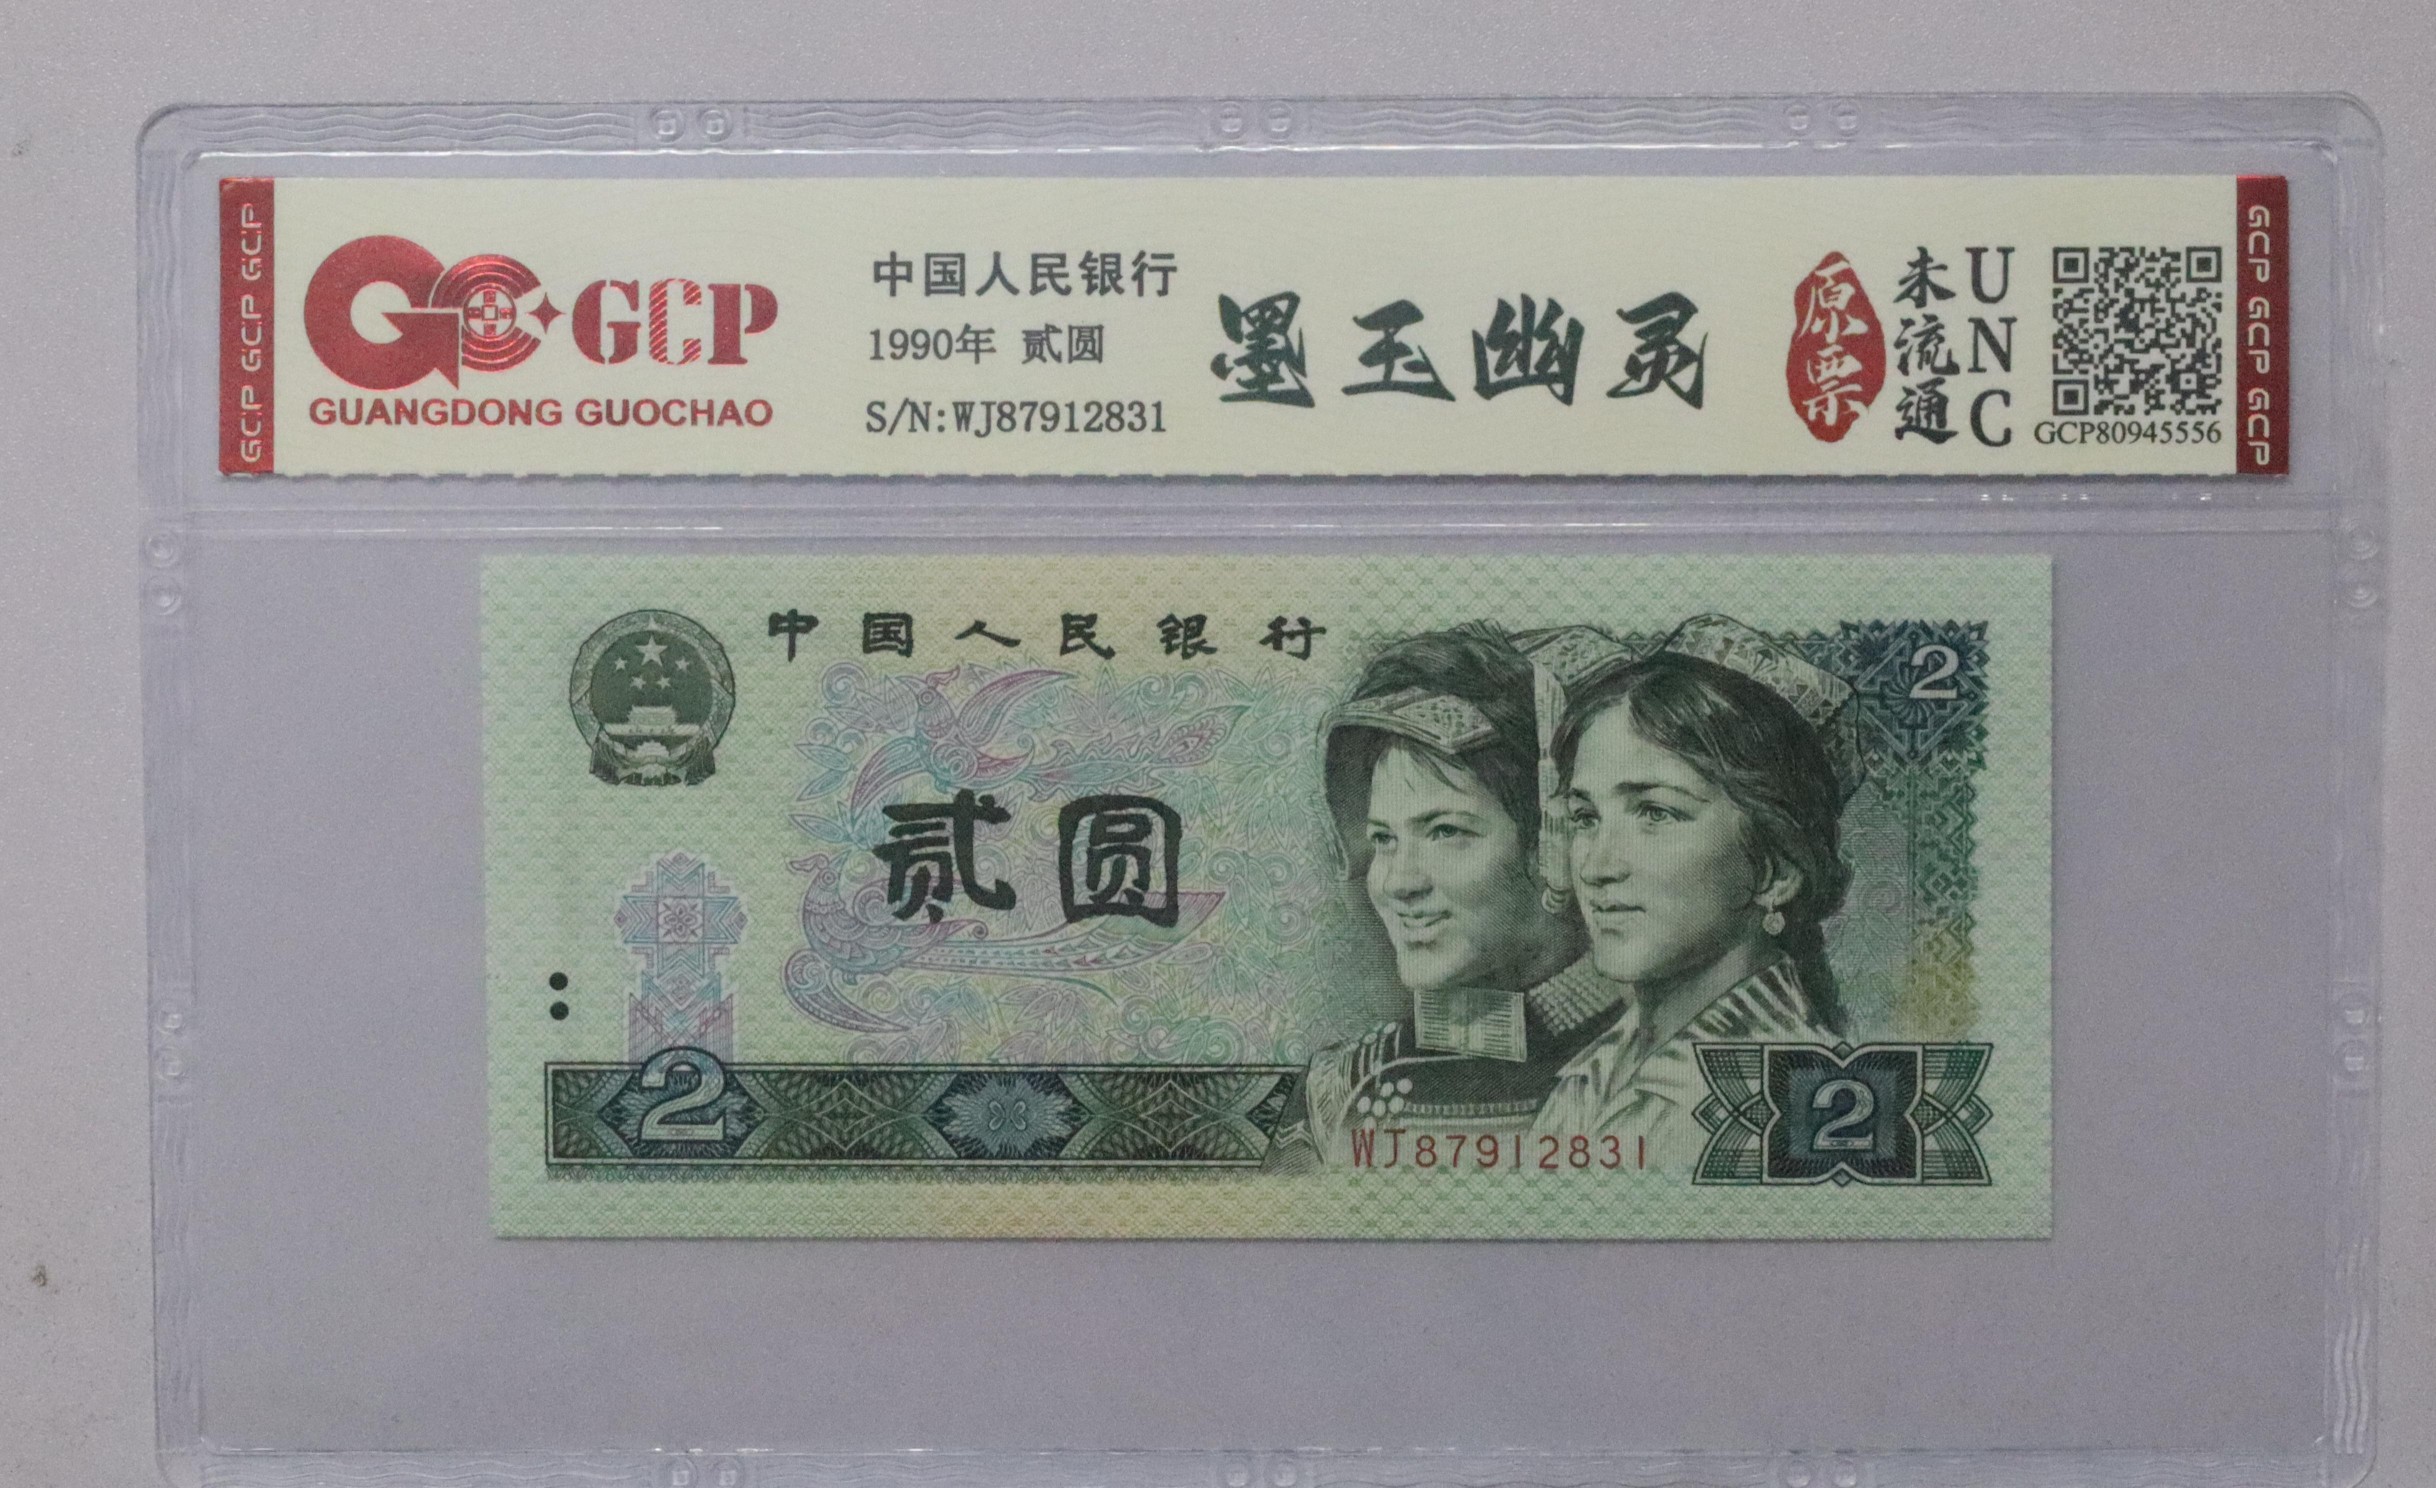 GCP GCP GCP
GCP
GUANGDONG GUOCHAO
中国人民银行
1990年 贰圆
S/N:WJ87912831
墨玉幽灵
原票
未流通
UNC
GCP80945556
GCP GCP GCP
中国人民银行
2
贰圆
2
WJ87912831
2